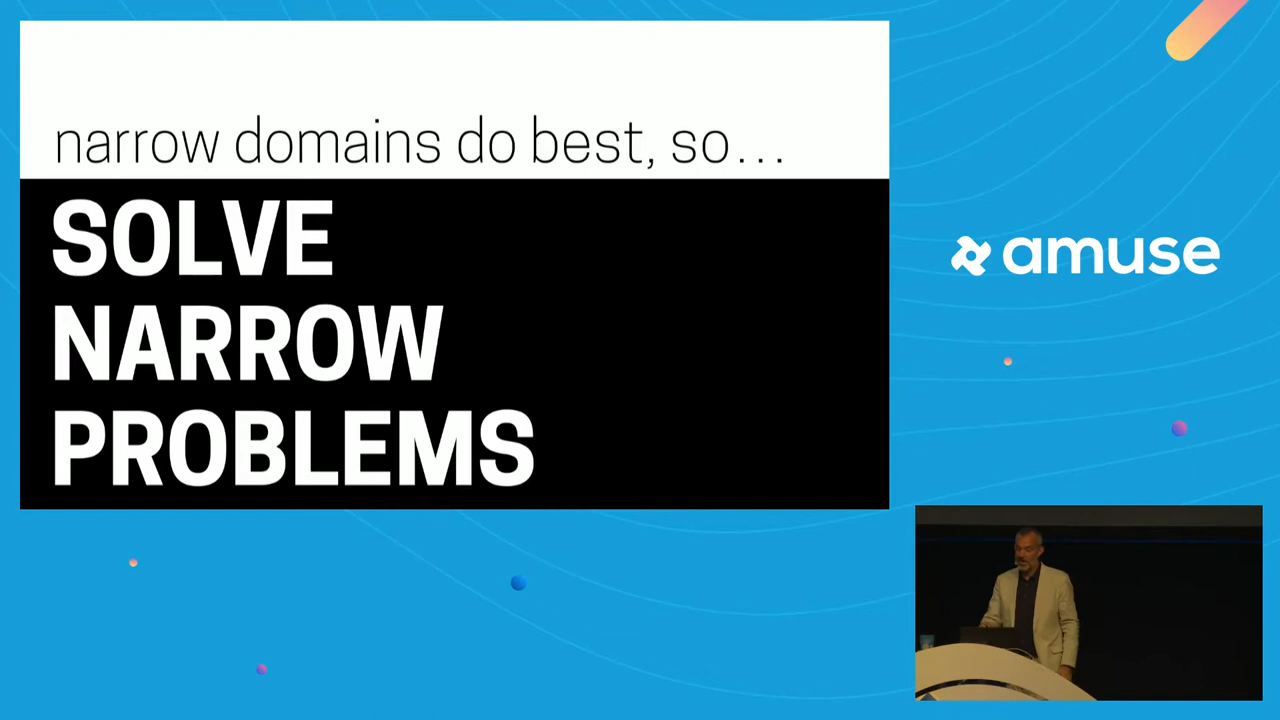 narrow domains do best, so...
SOLVE
NARROW
PROBLEMS
amuse